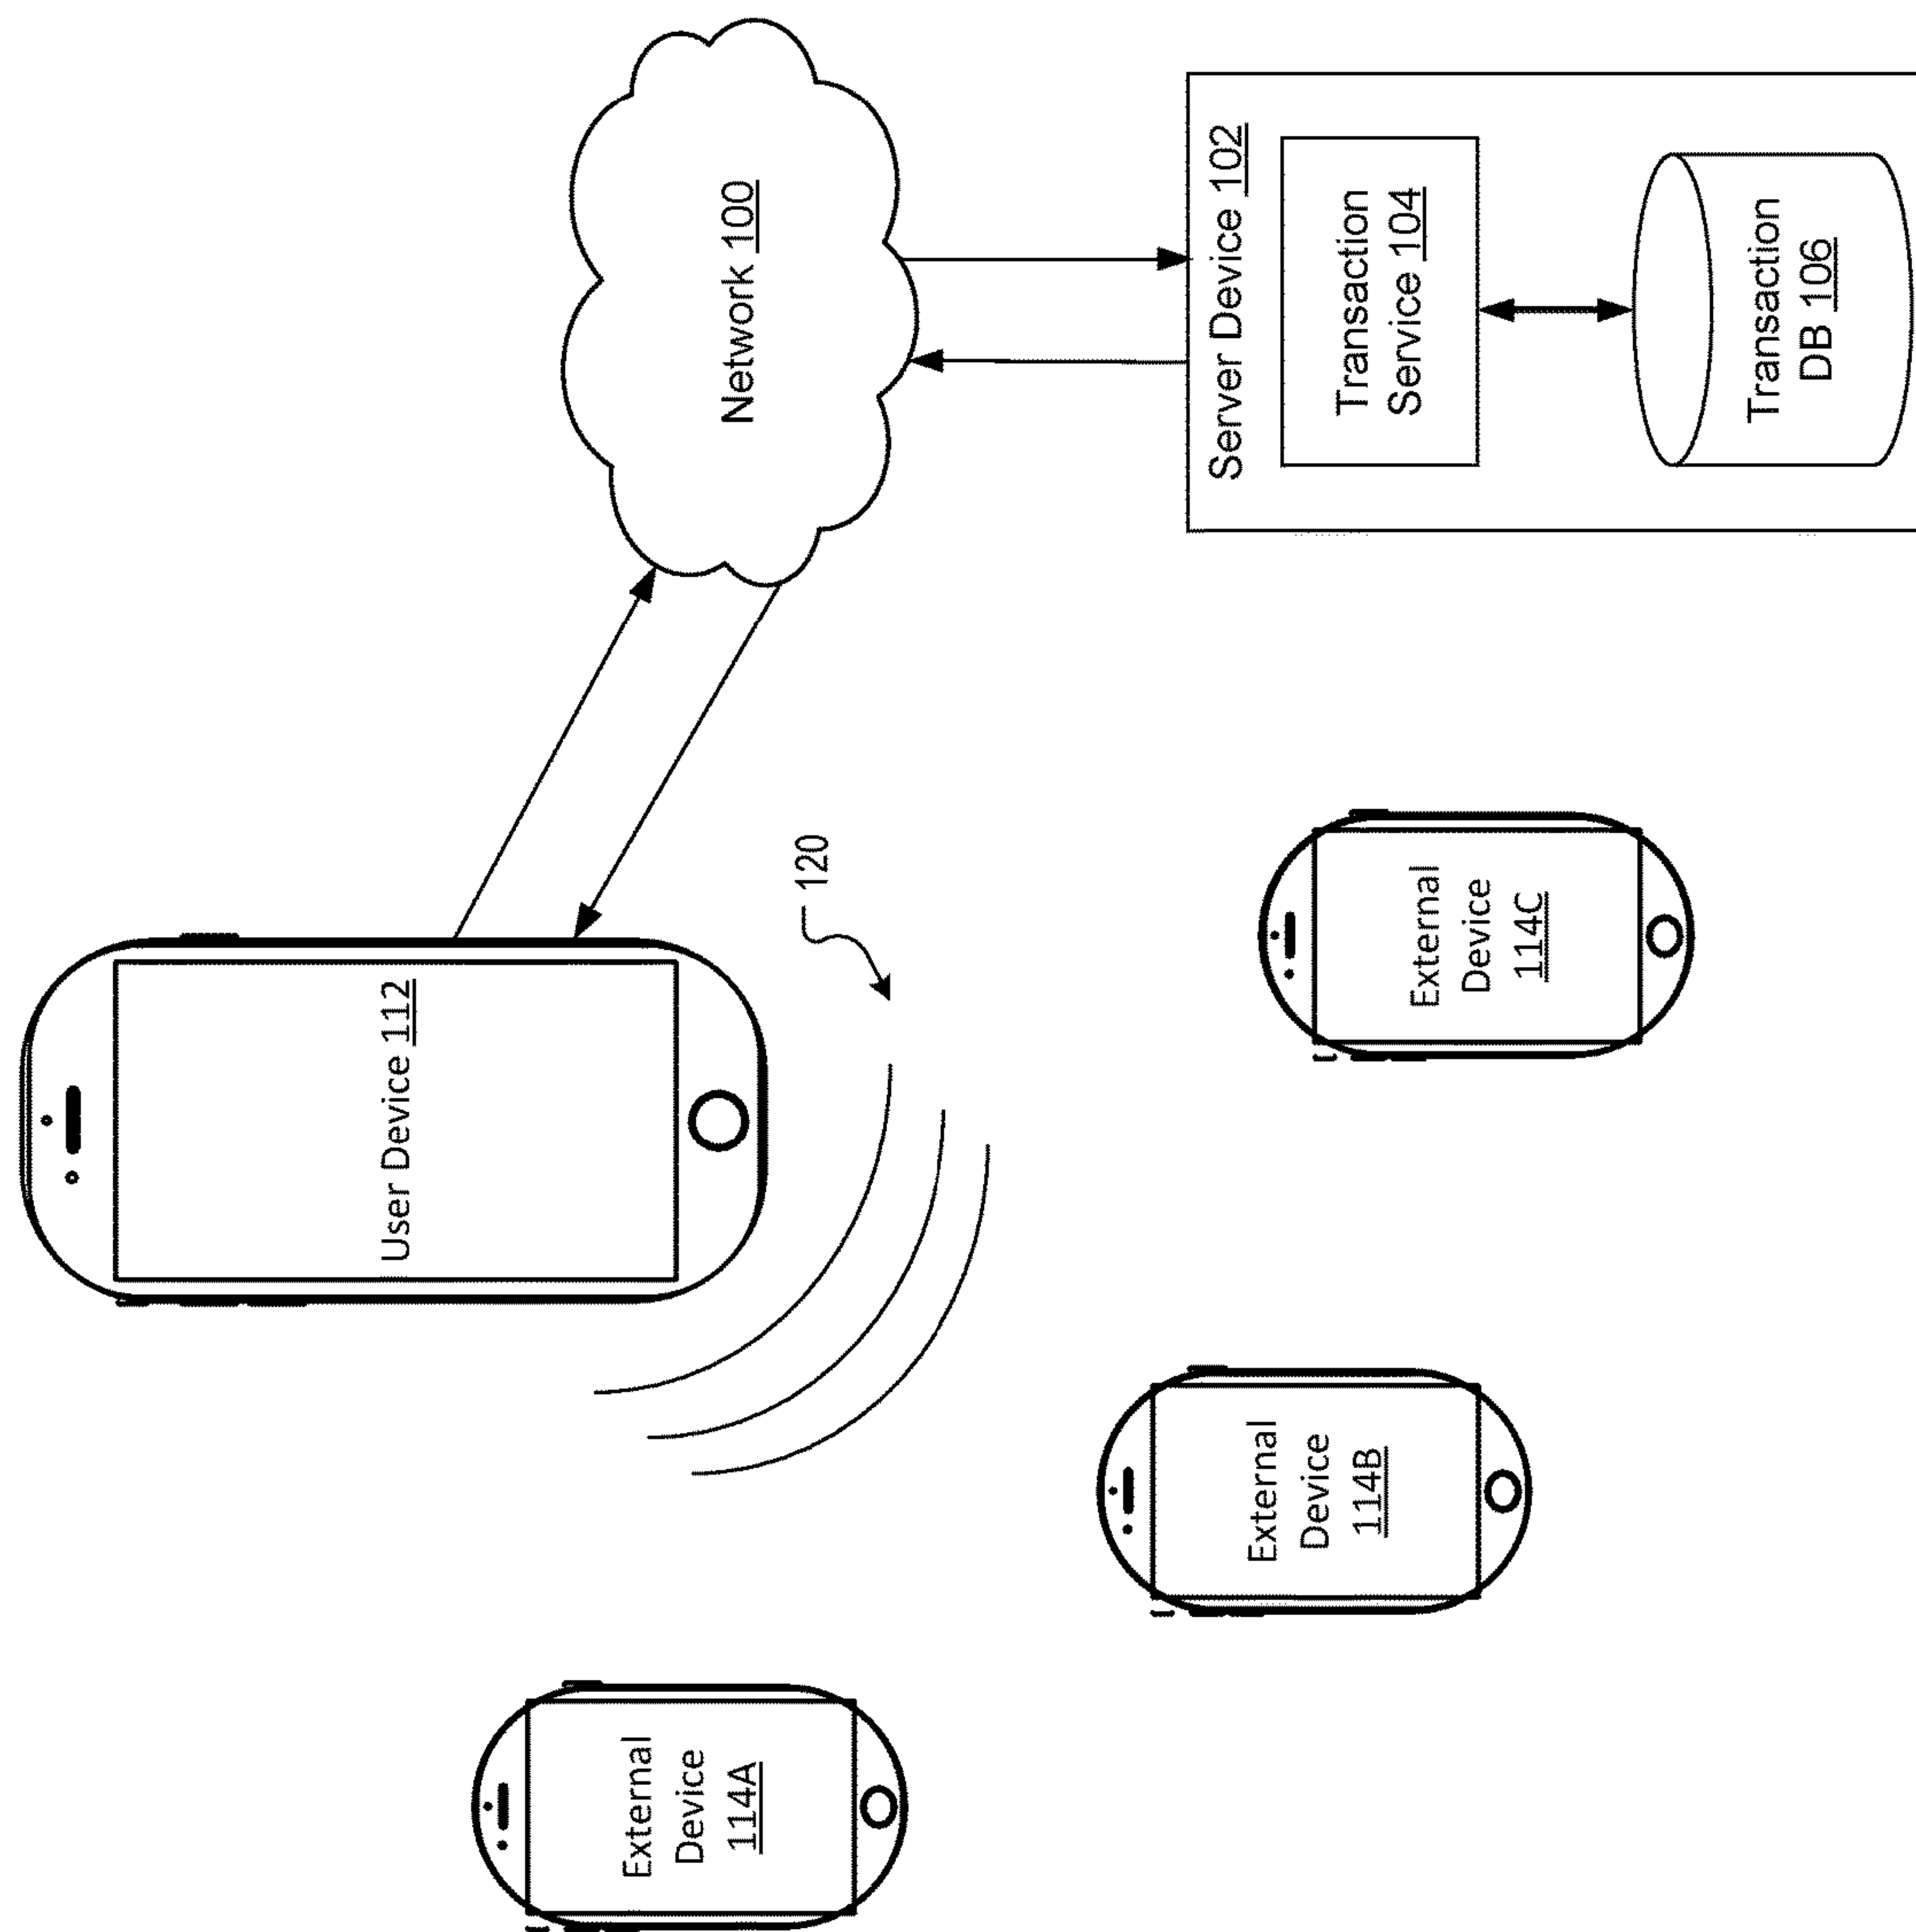 User Device 112
Network 100
120
Server Device 102
Transaction
Service 104
Transaction
DB 106
External
Device
114A
External
Device
114B
External
Device
114C